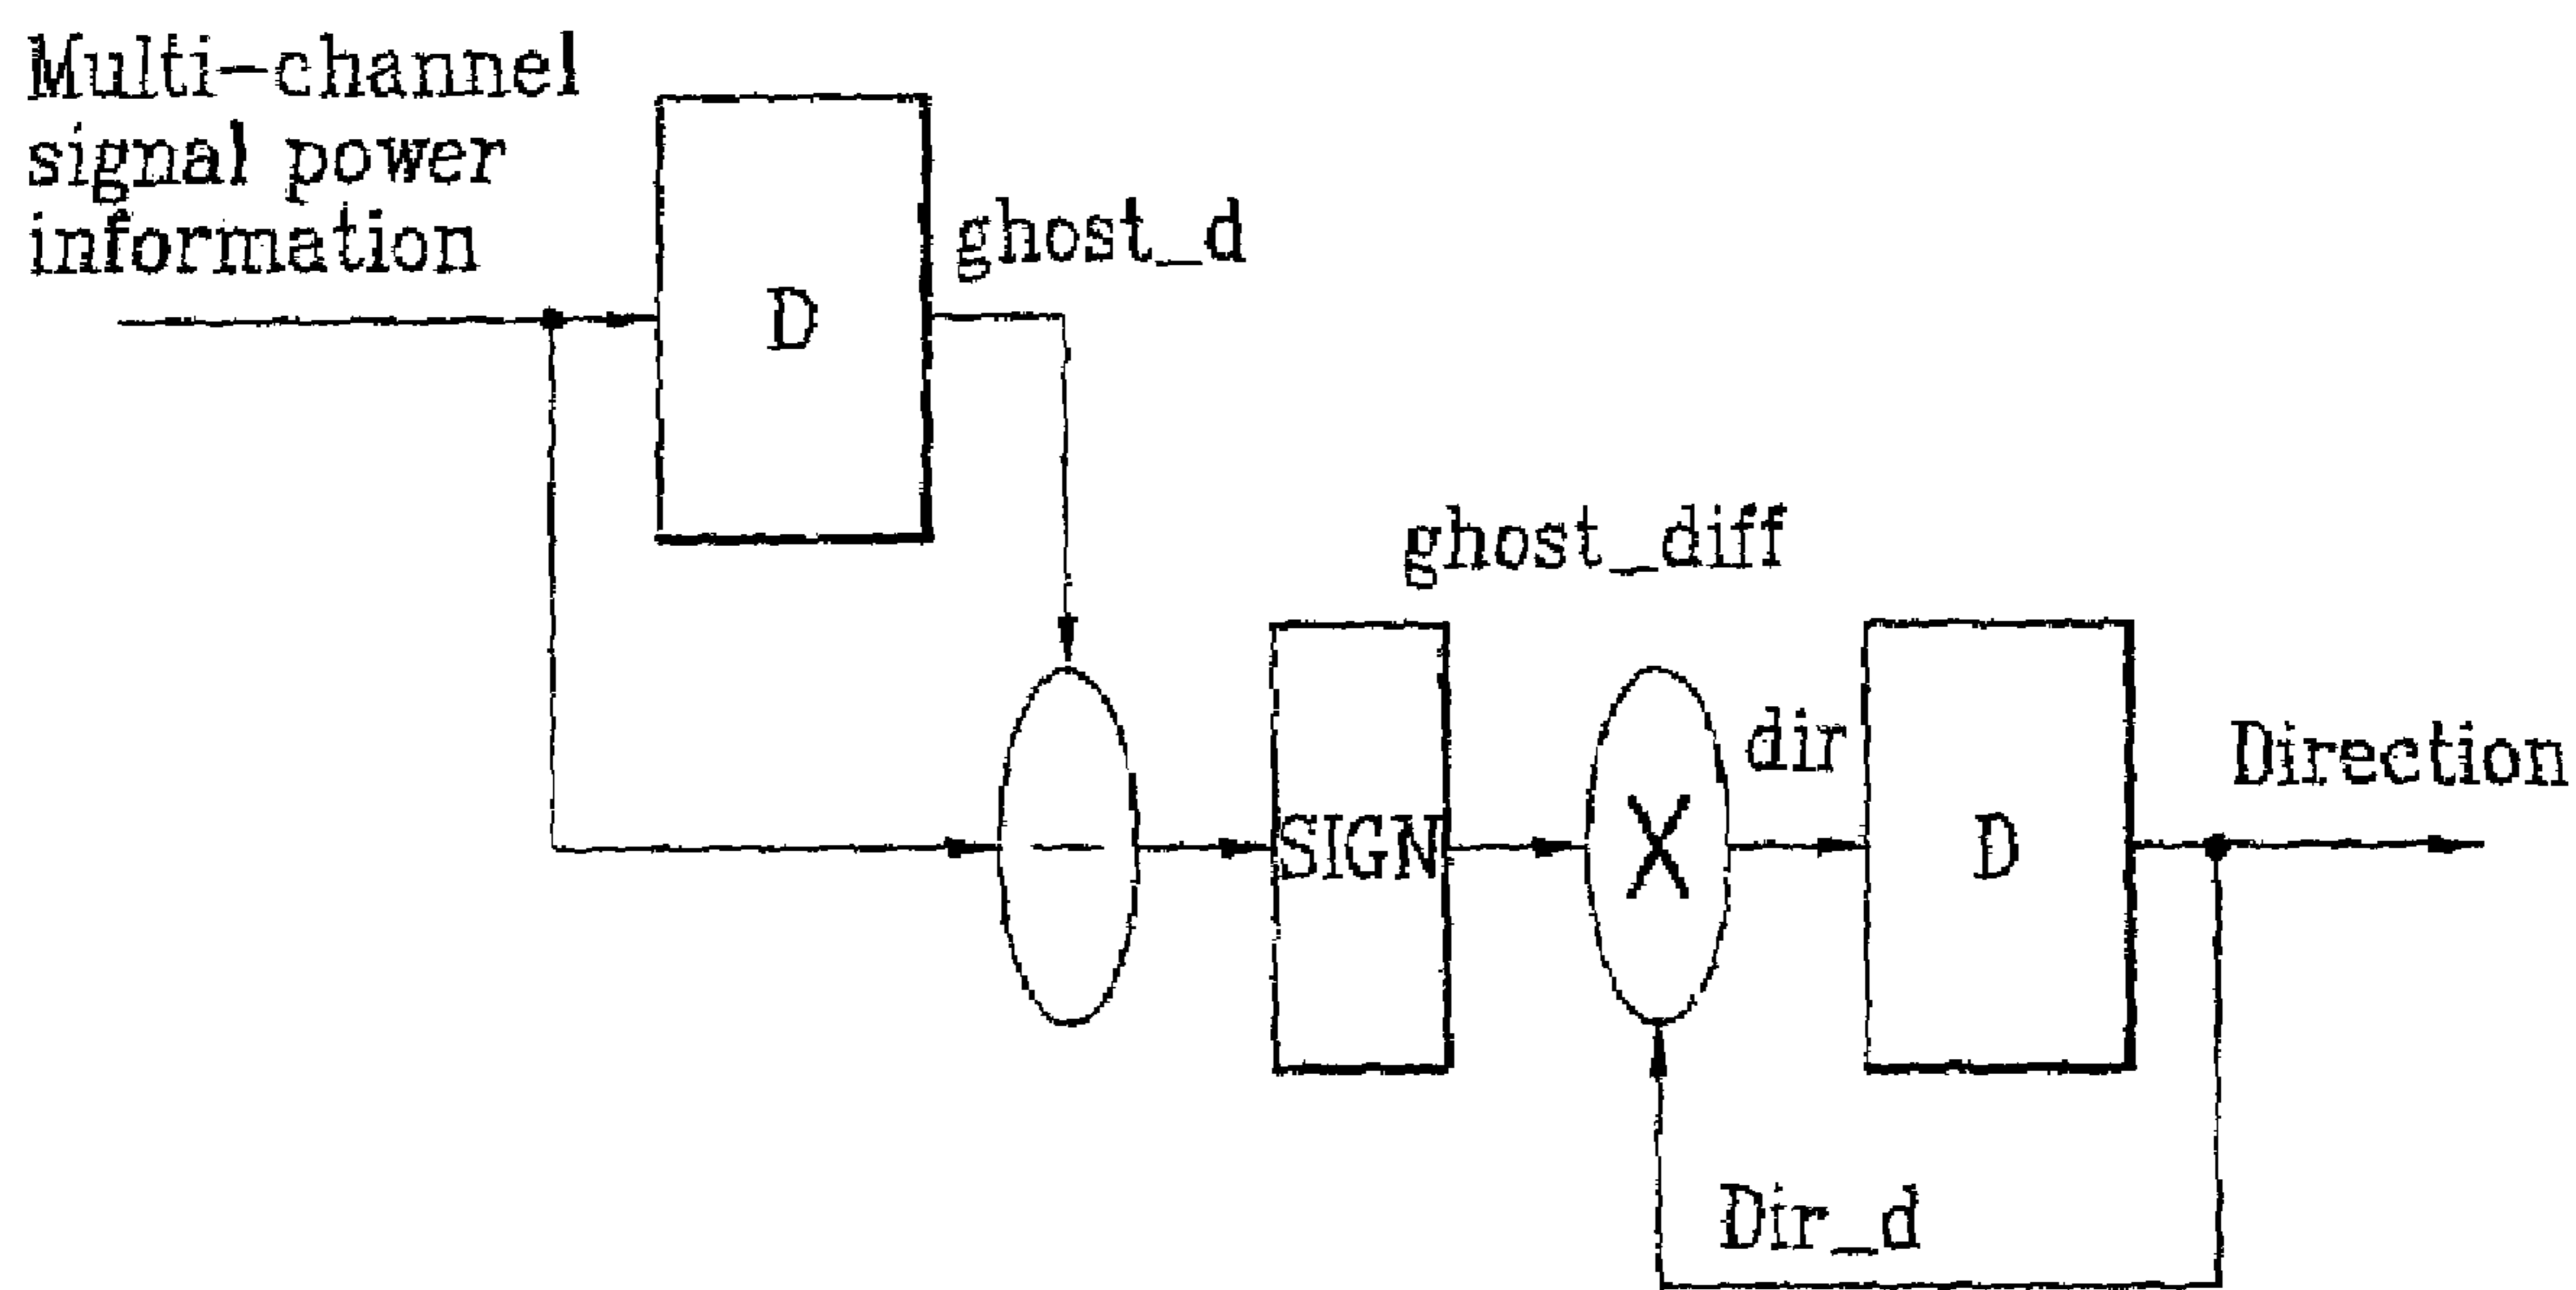 Multi-channel
signal power
information
D
ghost_d
ghost_diff
—
SIGN
X
dir
D
Direction
Dir_d